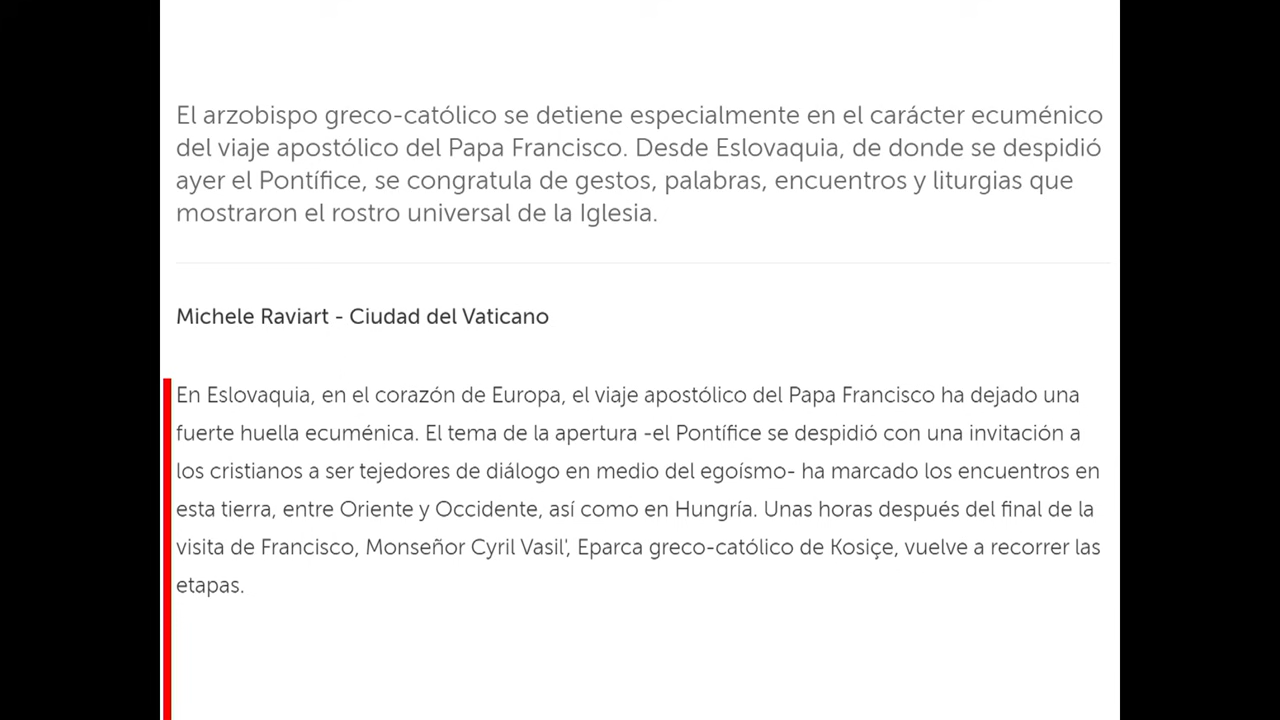 El arzobispo greco-católico se detiene especialmente en el carácter ecuménico
del viaje apostólico del Papa Francisco. Desde Eslovaquia, de donde se despidió
ayer el Pontífice, se congratula de gestos, palabras, encuentros y liturgias que
mostraron el rostro universal de la Iglesia.
Michele Raviart - Ciudad del Vaticano
En Eslovaquia, en el corazón de Europa, el viaje apostólico del Papa Francisco ha dejado una
fuerte huella ecuménica. El tema de la apertura -el Pontífice se despidió con una invitación a
los cristianos a ser tejedores de diálogo en medio del egoísmo- ha marcado los encuentros en
esta tierra, entre Oriente y Occidente, así como en Hungría. Unas horas después del final de la
visita de Francisco, Monseñor Cyril Vasil', Eparca greco-católico de Kosiçe, vuelve a recorrer las
etapas.